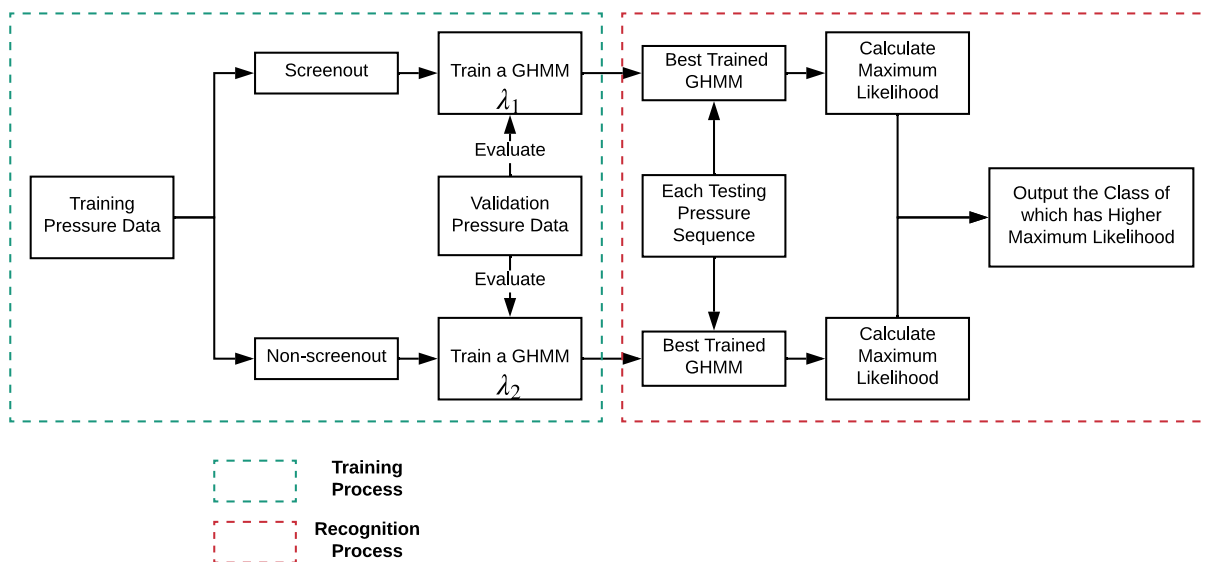 Screenout
Train a GHMM
λ1
Best Trained
GHMM
Calculate
Maximum
Likelihood
Evaluate
Training
Pressure Data
Validation
Pressure Data
Each Testing
Pressure
Sequence
Output the Class of
which has Higher
Maximum Likelihood
Evaluate
Non-screenout
Train a GHMM
λ2
Best Trained
GHMM
Calculate
Maximum
Likelihood
Training
Process
Recognition
Process